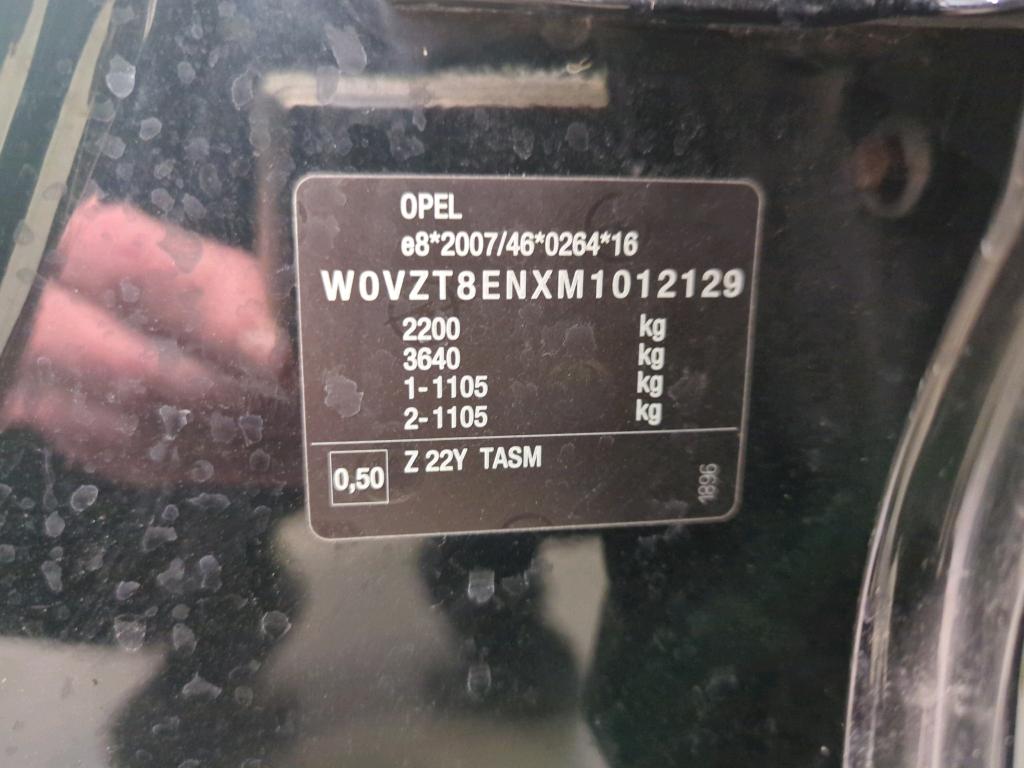 OPEL
e8*2007/46*0264*16
W0VZT8ENXM1012129
2200 kg
3640 kg
1-1105 kg
2-1105 kg
0,50 Z 22Y TASM
1896